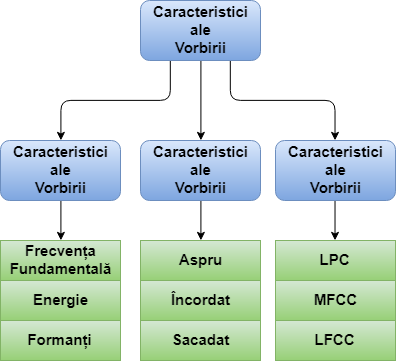 Caracteristici
ale
Vorbirii
Caracteristici
ale
Vorbirii
Caracteristici
ale
Vorbirii
Caracteristici
ale
Vorbirii
Frecvența
Fundamentală
Energie
Formanți
Aspru
Încordat
Sacadat
LPC
MFCC
LFCC